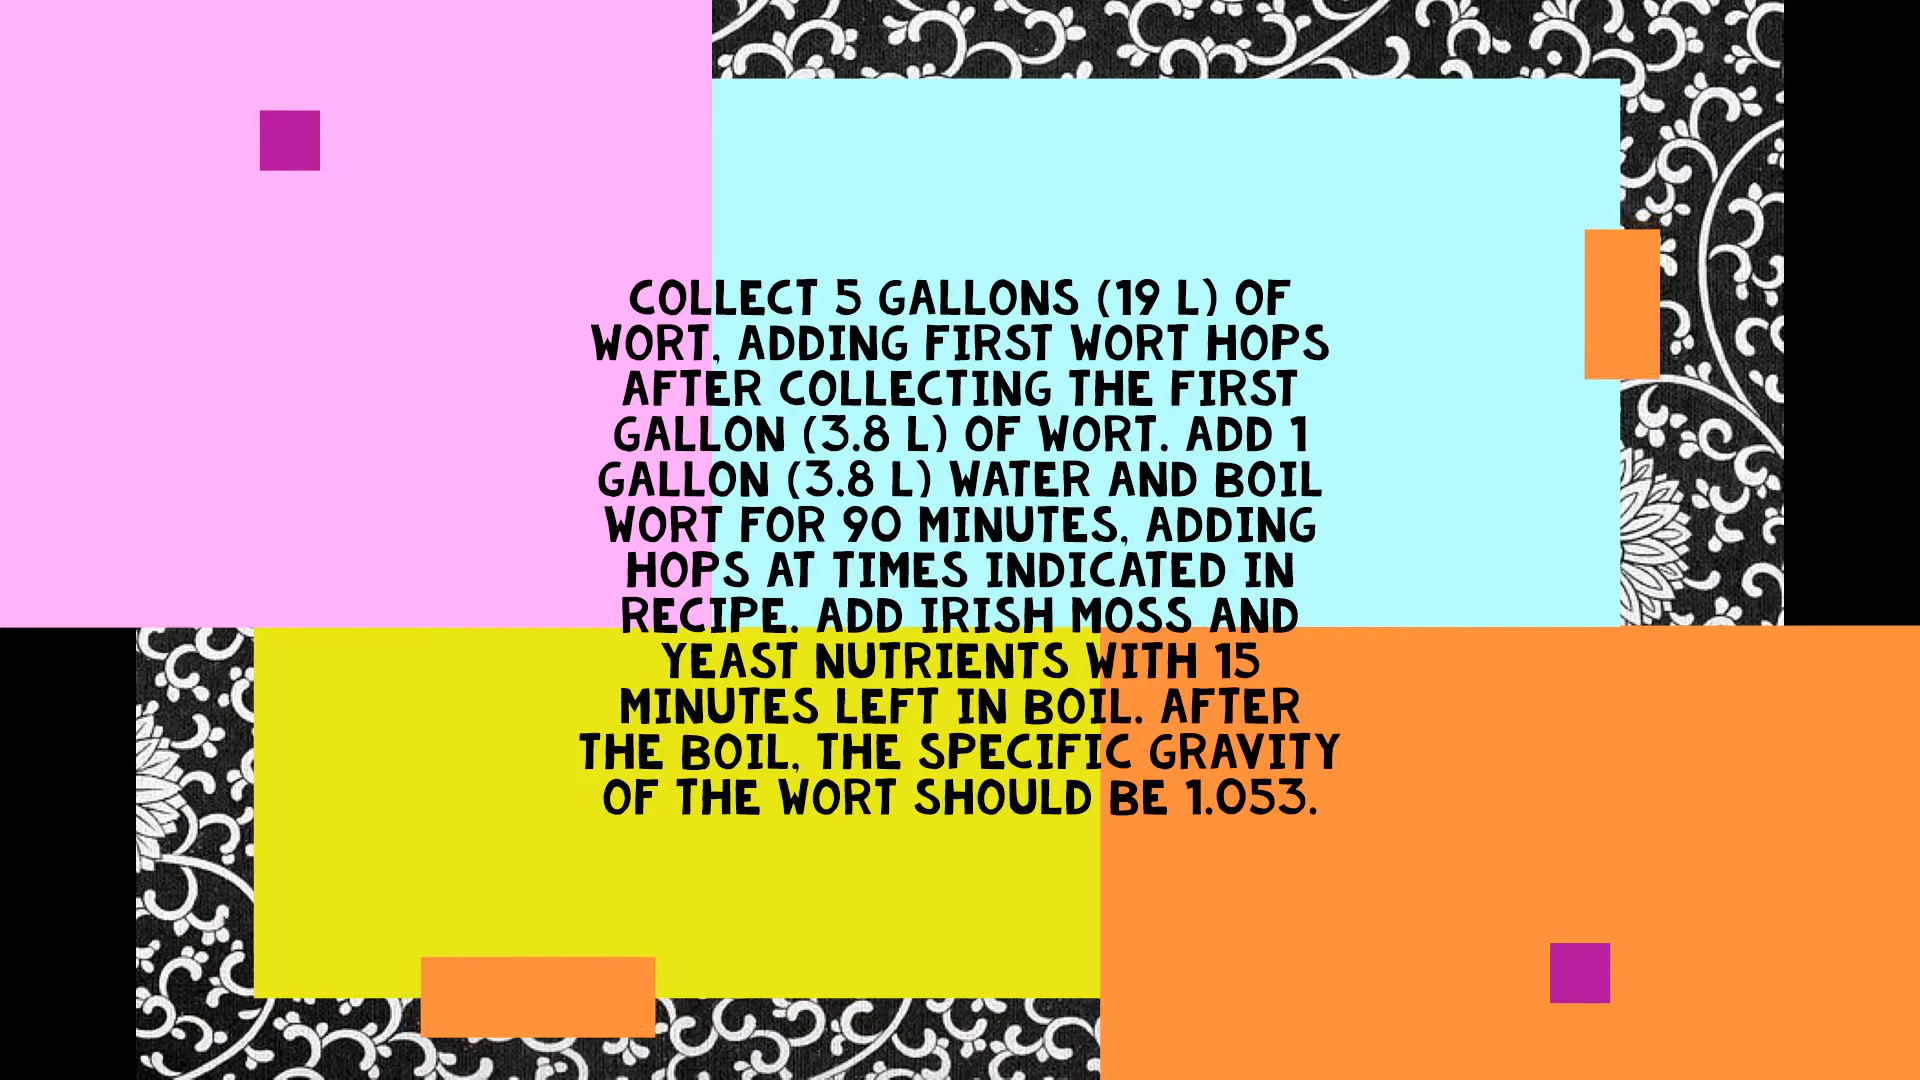 COLLECT 5 GALLONS (19 L) OF
WORT, ADDING FIRST WORT HOPS
AFTER COLLECTING THE FIRST
GALLON (3.8 L) OF WORT. ADD 1
GALLON (3.8 L) WATER AND BOIL
WORT FOR 90 MINUTES, ADDING
HOPS AT TIMES INDICATED IN
RECIPE. ADD IRISH MOSS AND
YEAST NUTRIENTS WITH 15
MINUTES LEFT IN BOIL. AFTER
THE BOIL, THE SPECIFIC GRAVITY
OF THE WORT SHOULD BE 1.053.